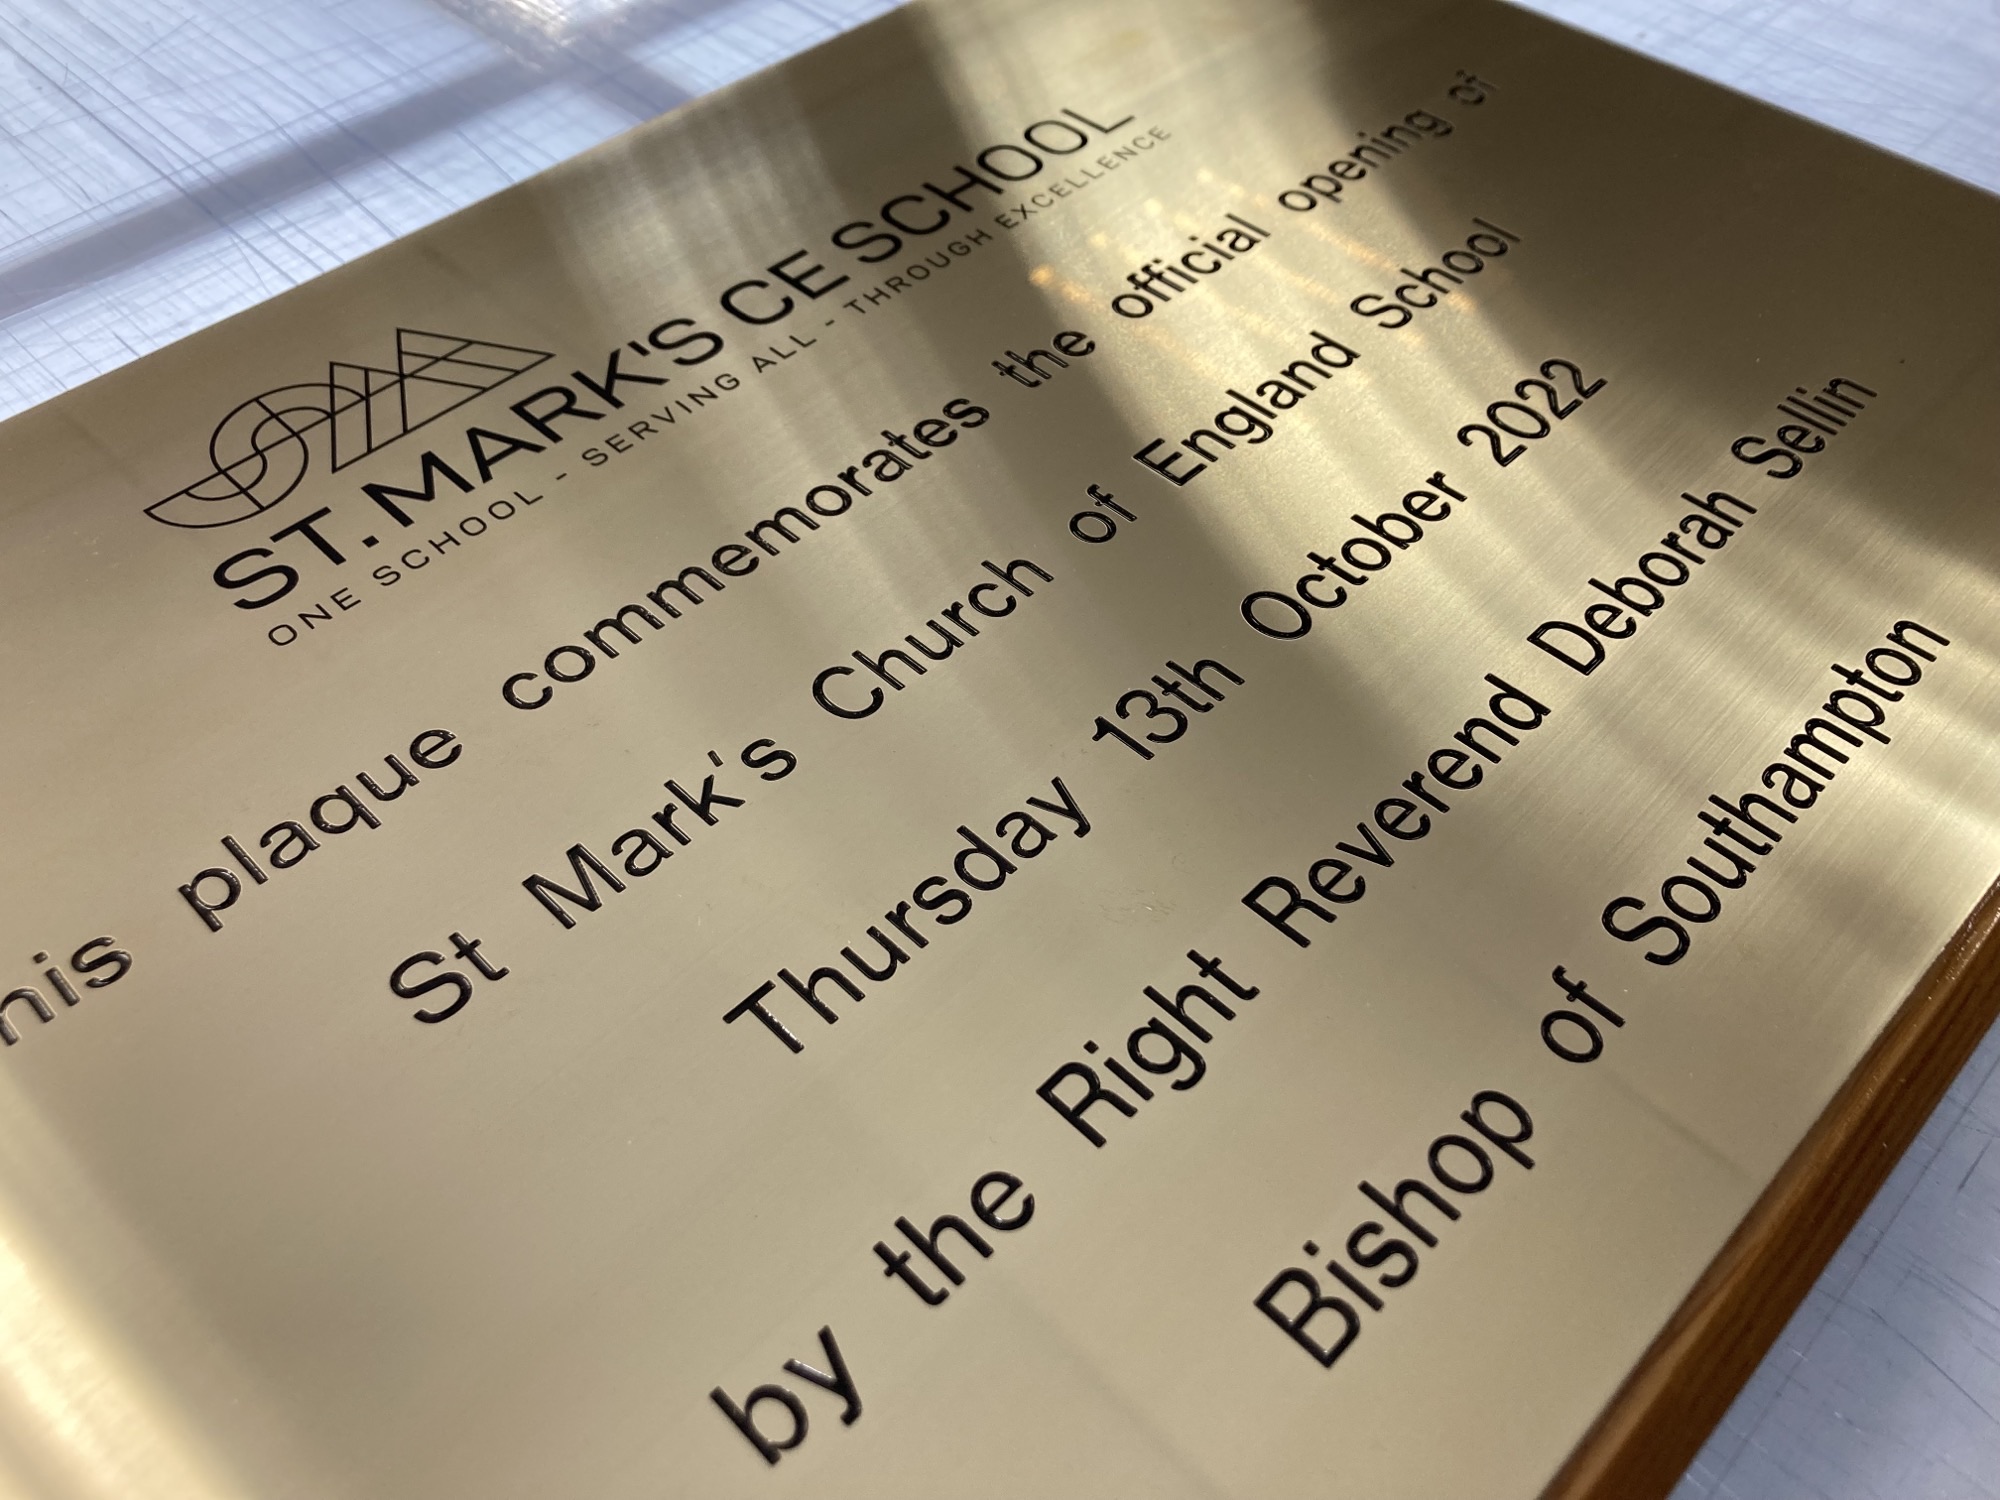 ST. MARK'S CE SCHOOL
ONE SCHOOL - SERVING ALL - THROUGH EXCELLENCE
his plaque commemorates the official opening of
St Mark's Church of England School
Thursday 13th October 2022
by the Right Reverend Deborah Sellin
Bishop of Southampton